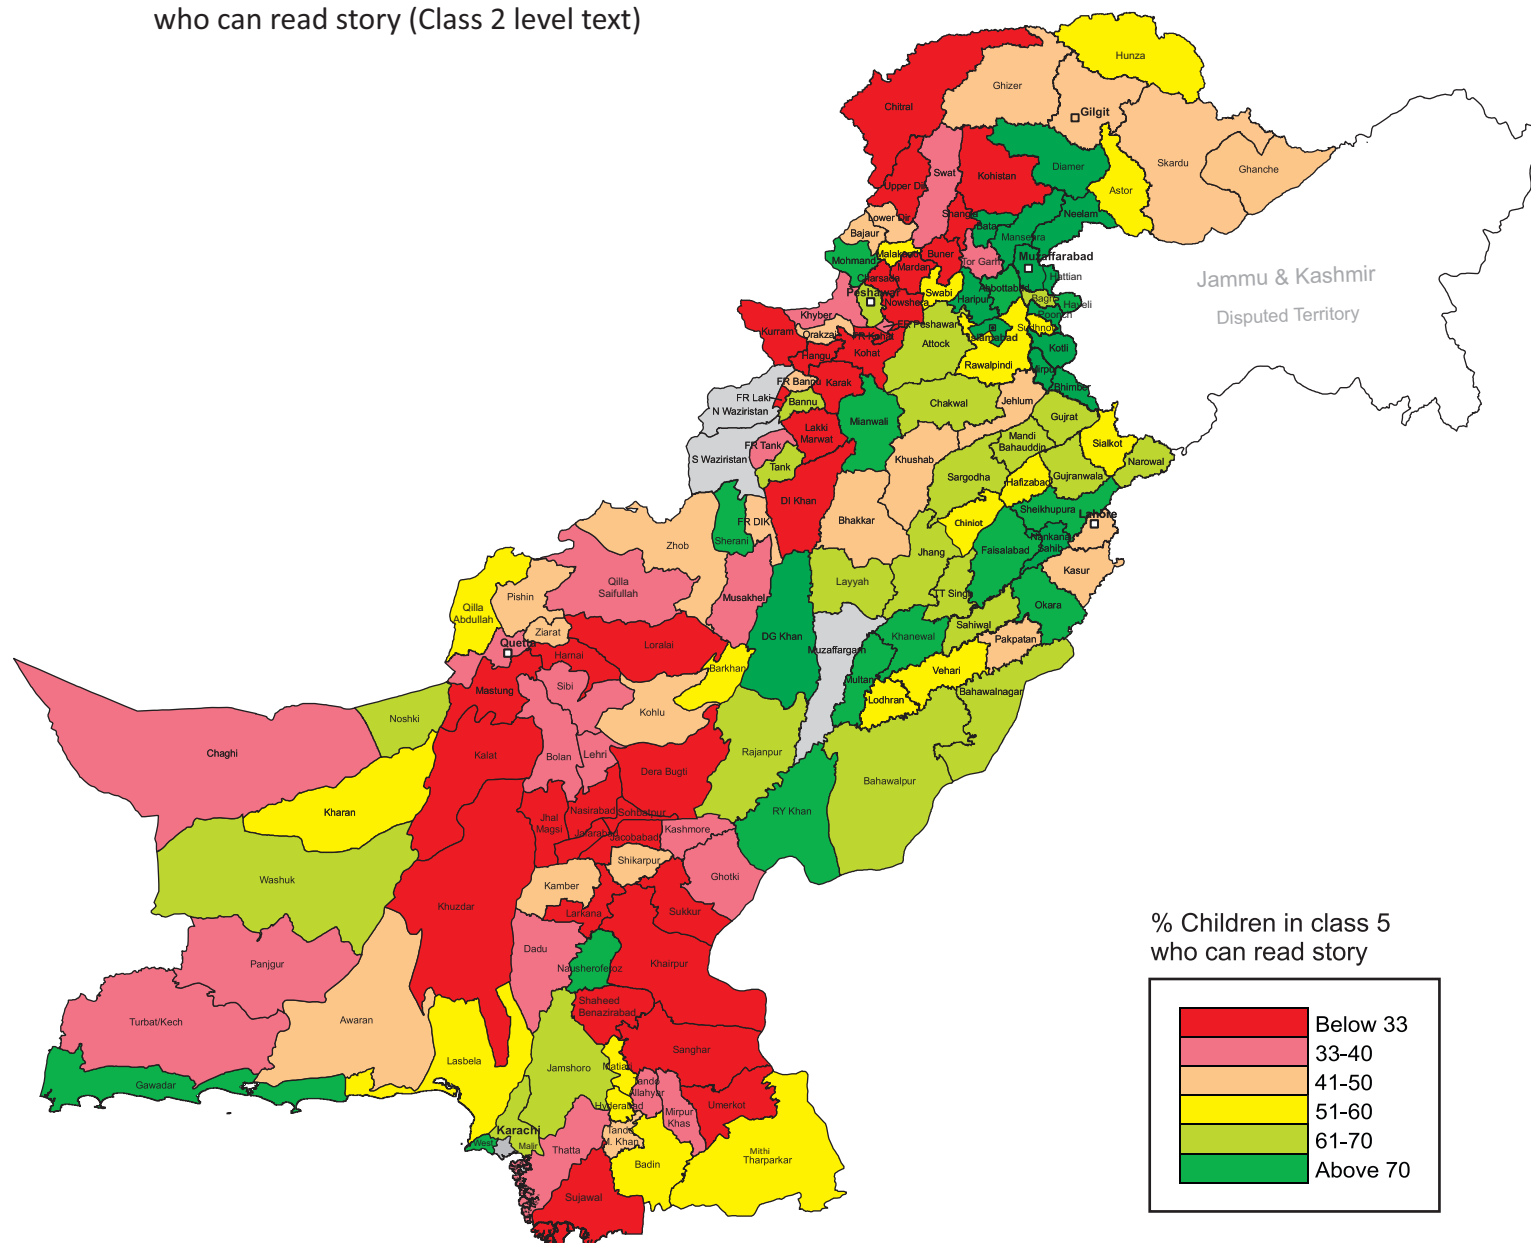 who can read story (Class 2 level text)
Hunza
Ghizer
Chitral
Gilgit
Skardu
Ghanche
Diamer
Astor
Swat
Kohistan
Upper Dir
Lower Dir
Shangla
Neelam
Bajaur
Mansehra
Malakand
Buner
Mohmand
Tor Garh
Muzaffarabad
Mardan
Charsada
Hattian
Abbottabad
Peshawar
Swabi
Haripur
Bagh
Haveli
Nowshera
Poonch
Khyber
FR Peshawar
Sudhnoti
Jammu & Kashmir
Disputed Territory
Kurram
Orakzai
FR Kohat
Islamabad
Attock
Kotli
Hangu
Kohat
Rawalpindi
Mirpur
FR Bannu
Karak
Bhimber
FR Laki
Bannu
Chakwal
Jehlum
N Waziristan
Gujrat
Mianwali
Lakki
Marwat
Mandi
Bahauddin
Sialkot
FR Tank
S Waziristan
Tank
Khushab
Narowal
Sargodha
Gujranwala
Hafizabad
DI Khan
Sheikhupura
Lahore
Bhakkar
FR DIK
Chiniot
Sherani
Nankana
Sahib
Zhob
Jhang
Faisalabad
Kasur
Qilla
Saifullah
Layyah
Pishin
Musakhel
TT Singh
Okara
Qilla
Abdullah
Sahiwal
Ziarat
DG Khan
Khanewal
Pakpatan
Quetta
Loralai
Muzaffargarh
Harnai
Barkhan
Vehari
Multan
Sibi
Mastung
Bahawalnagar
Lodhran
Kohlu
Noshki
Chaghi
Kalat
Bolan
Lehri
Rajanpur
Dera Bugti
Bahawalpur
Kharan
Nasirabad
Sohbatpur
RY Khan
Jhal
Magsi
Jafarabad
Jacobabad
Kashmore
Shikarpur
Ghotki
Washuk
Kamber
Khuzdar
Larkana
Sukkur
% Children in class 5
who can read story
Dadu
Panjgur
Nausheroferoz
Khairpur
Shaheed
Benazirabad
Turbat/Kech
Awaran
Below 33
Sanghar
33-40
Lasbela
Jamshoro
Matiari
41-50
Gawadar
Tando
Allahyar
Hyderabad
Mirpur
Khas
Umerkot
51-60
Karachi
Tando
M. Khan
61-70
West
Malir
Thatta
Mithi
Tharparkar
Badin
Above 70
Sujawal